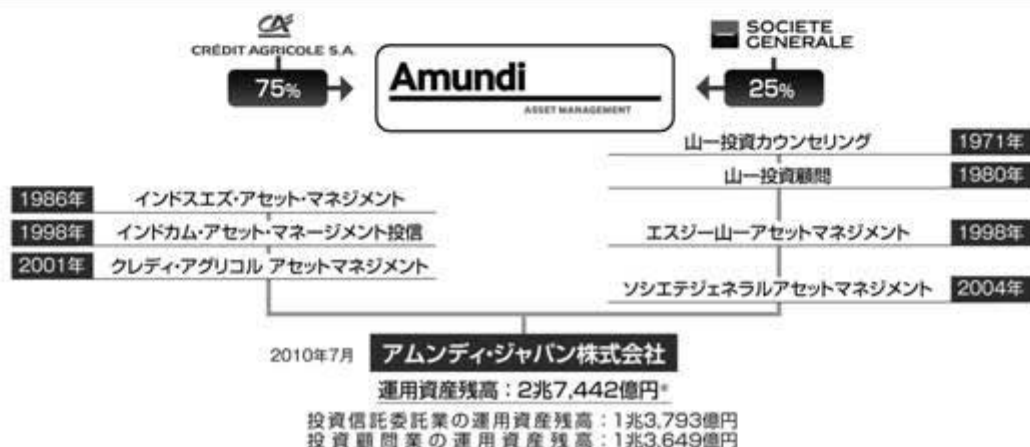 CA
CRÉDIT AGRICOLE S.A.
75%
Amundi
ASSET MANAGEMENT
SOCIETE
GENERALE
25%
山一投資カウンセリング 1971年
山一投資顧問 1980年
1986年 インドスエズ・アセット・マネジメント
1998年 インドカム・アセット・マネージメント投信
エスジー山一アセットマネジメント 1998年
2001年 クレディ・アグリコル アセットマネジメント
ソシエテジェネラルアセットマネジメント 2004年
2010年7月 アムンディ・ジャパン株式会社
運用資産残高：2兆7,442億円*
投資信託委託業の運用資産残高：1兆3,793億円
投資顧問業の運用資産残高：1兆3,649億円